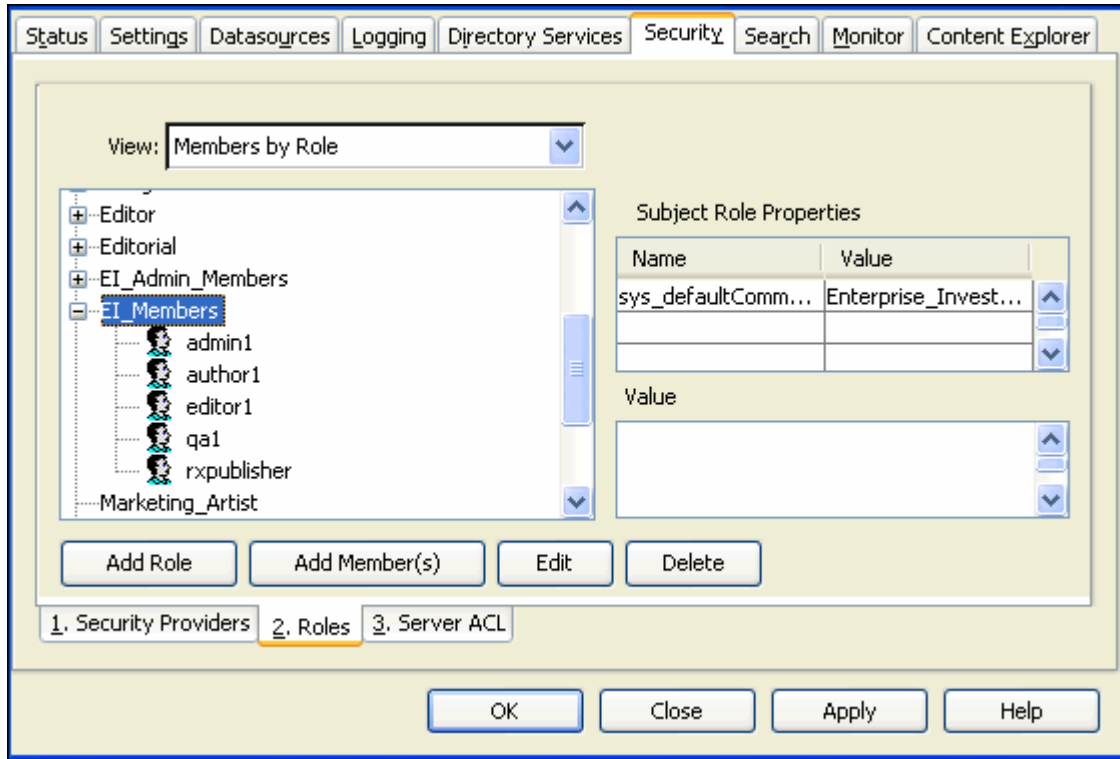 Status Settings Datasources Logging Directory Services Security Search Monitor Content Explorer
View: Members by Role
Editor
Editorial
EI_Admin_Members
EI_Members
admin1
author1
editor1
qa1
rxpublisher
Marketing_Artist
Subject Role Properties
Name Value
sys_defaultComm... Enterprise_Invest...
Value
Add Role Add Member(s) Edit Delete
1. Security Providers 2. Roles 3. Server ACL
OK Close Apply Help